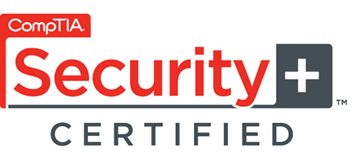 CompTIA.
Security+ ™
CERTIFIED